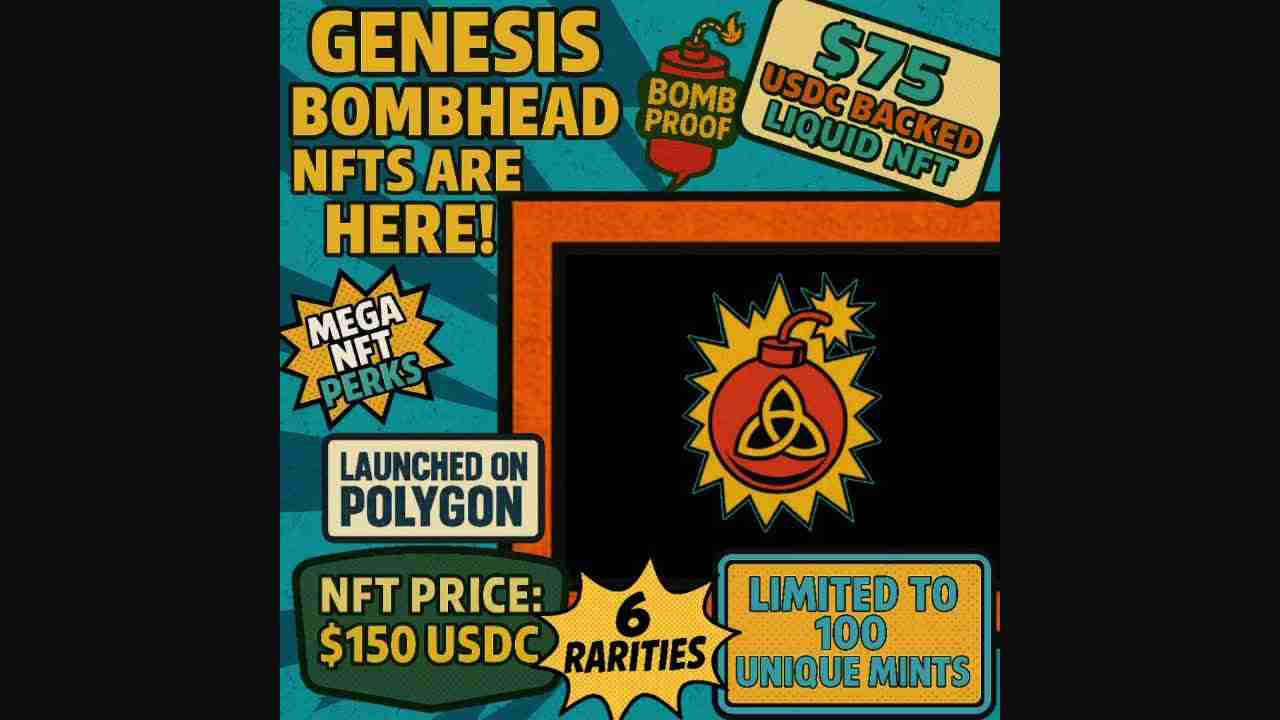 GENESIS
BOMBHEAD
NFTS ARE
HERE!
BOMB
PROOF
$75
USDC BACKED
LIQUID NFT
MEGA
NFT
PERKS
LAUNCHED ON
POLYGON
NFT PRICE:
$150 USDC
6
RARITIES
LIMITED TO
100
UNIQUE MINTS